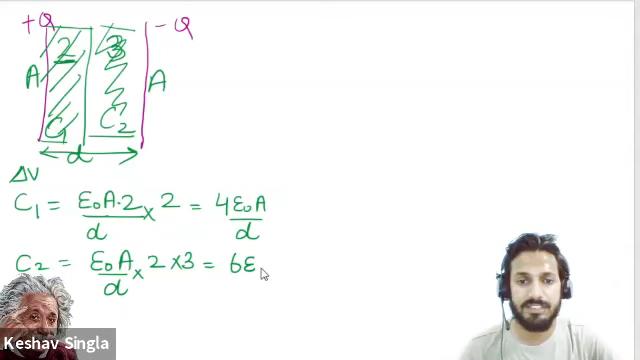 +Q -Q
2 3
A A
C₁ C₂
d
ΔV
C₁ = ε₀A·2/d × 2 = 4ε₀A/d
C₂ = ε₀A/d × 2 × 3 = 6ε
Keshav Singla